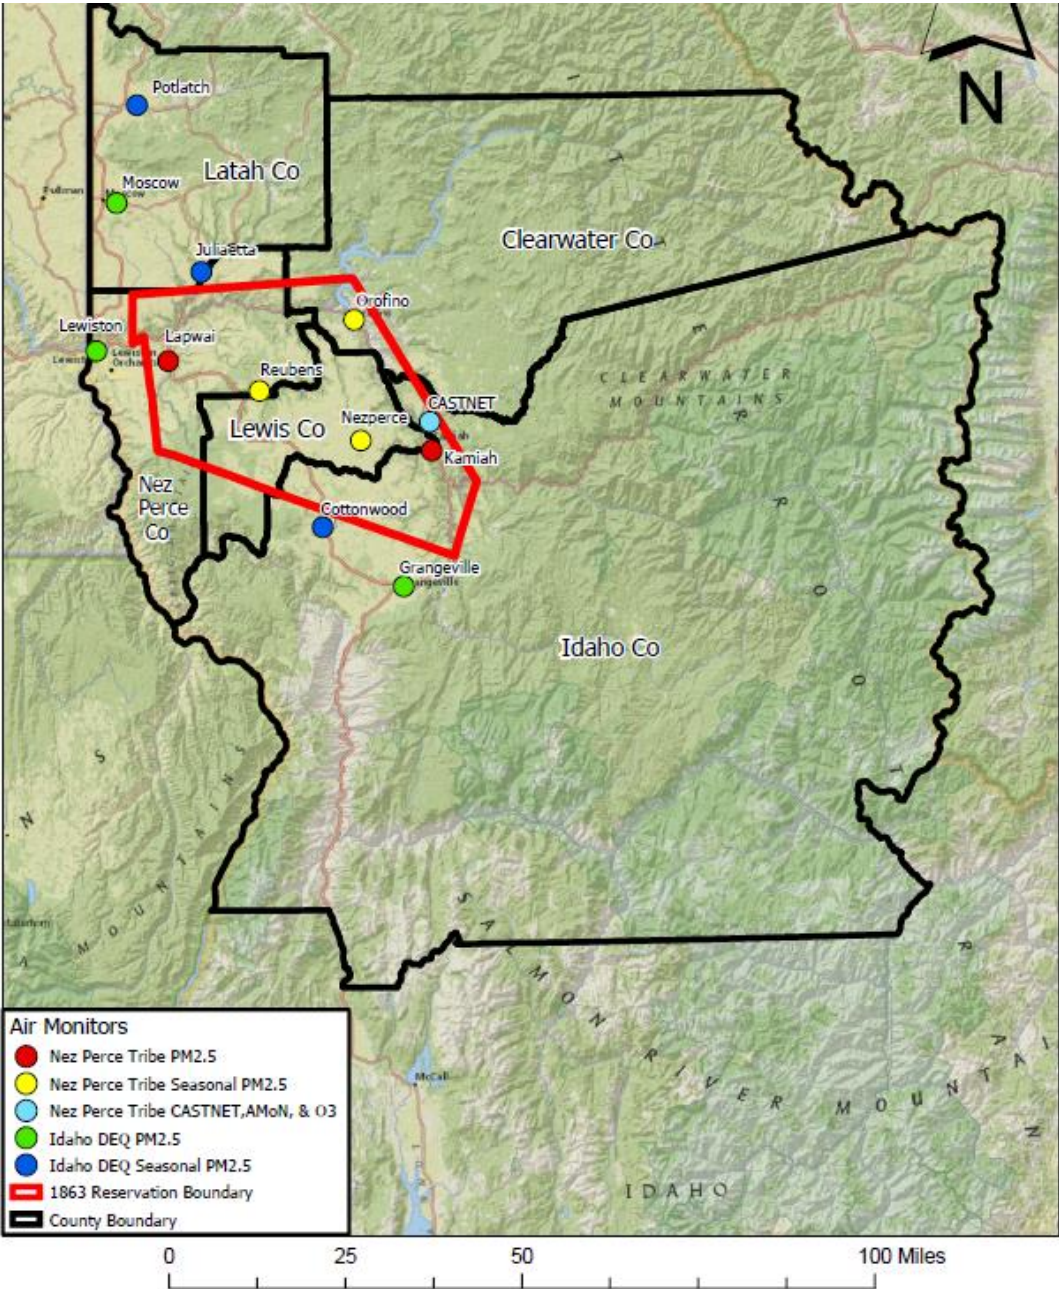 N
Potlatch
Latah Co
Moscow
Pullman
Clearwater Co
Juliaetta
Orofino
Lewiston
Lapwai
Reubens
CLEARWATER
MOUNTAINS
CASTNET
Nezperce
Lewis Co
Kamiah
Nez
Perce
Co
Cottonwood
Grangeville
Idaho Co
BITTERROOT
SALMON RIVER MOUNTAINS
McCall
IDAHO
Air Monitors
Nez Perce Tribe PM2.5
Nez Perce Tribe Seasonal PM2.5
Nez Perce Tribe CASTNET,AMoN, & O3
Idaho DEQ PM2.5
Idaho DEQ Seasonal PM2.5
1863 Reservation Boundary
County Boundary
0 25 50 100 Miles